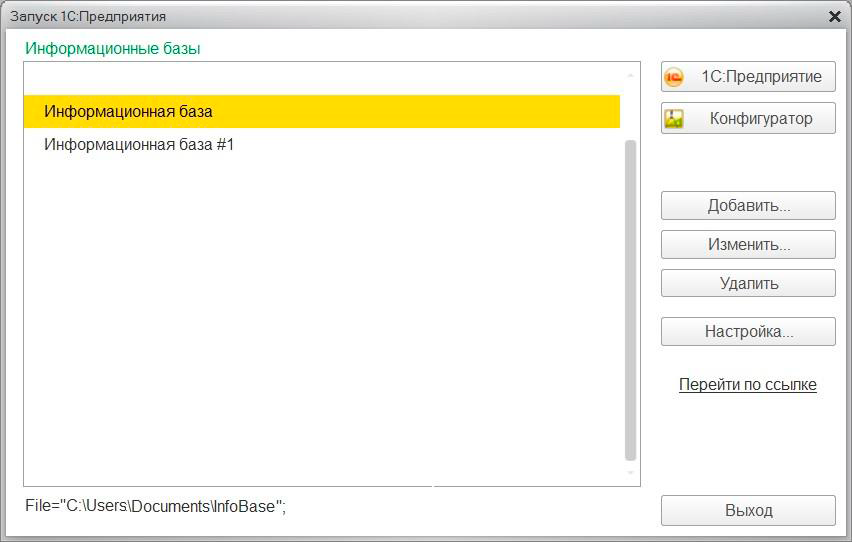 Запуск 1С:Предприятия
Информационные базы
Информационная база
Информационная база #1
1С:Предприятие
Конфигуратор
Добавить...
Изменить...
Удалить
Настройка...
Перейти по ссылке
File="C:\Users\Documents\InfoBase";
Выход